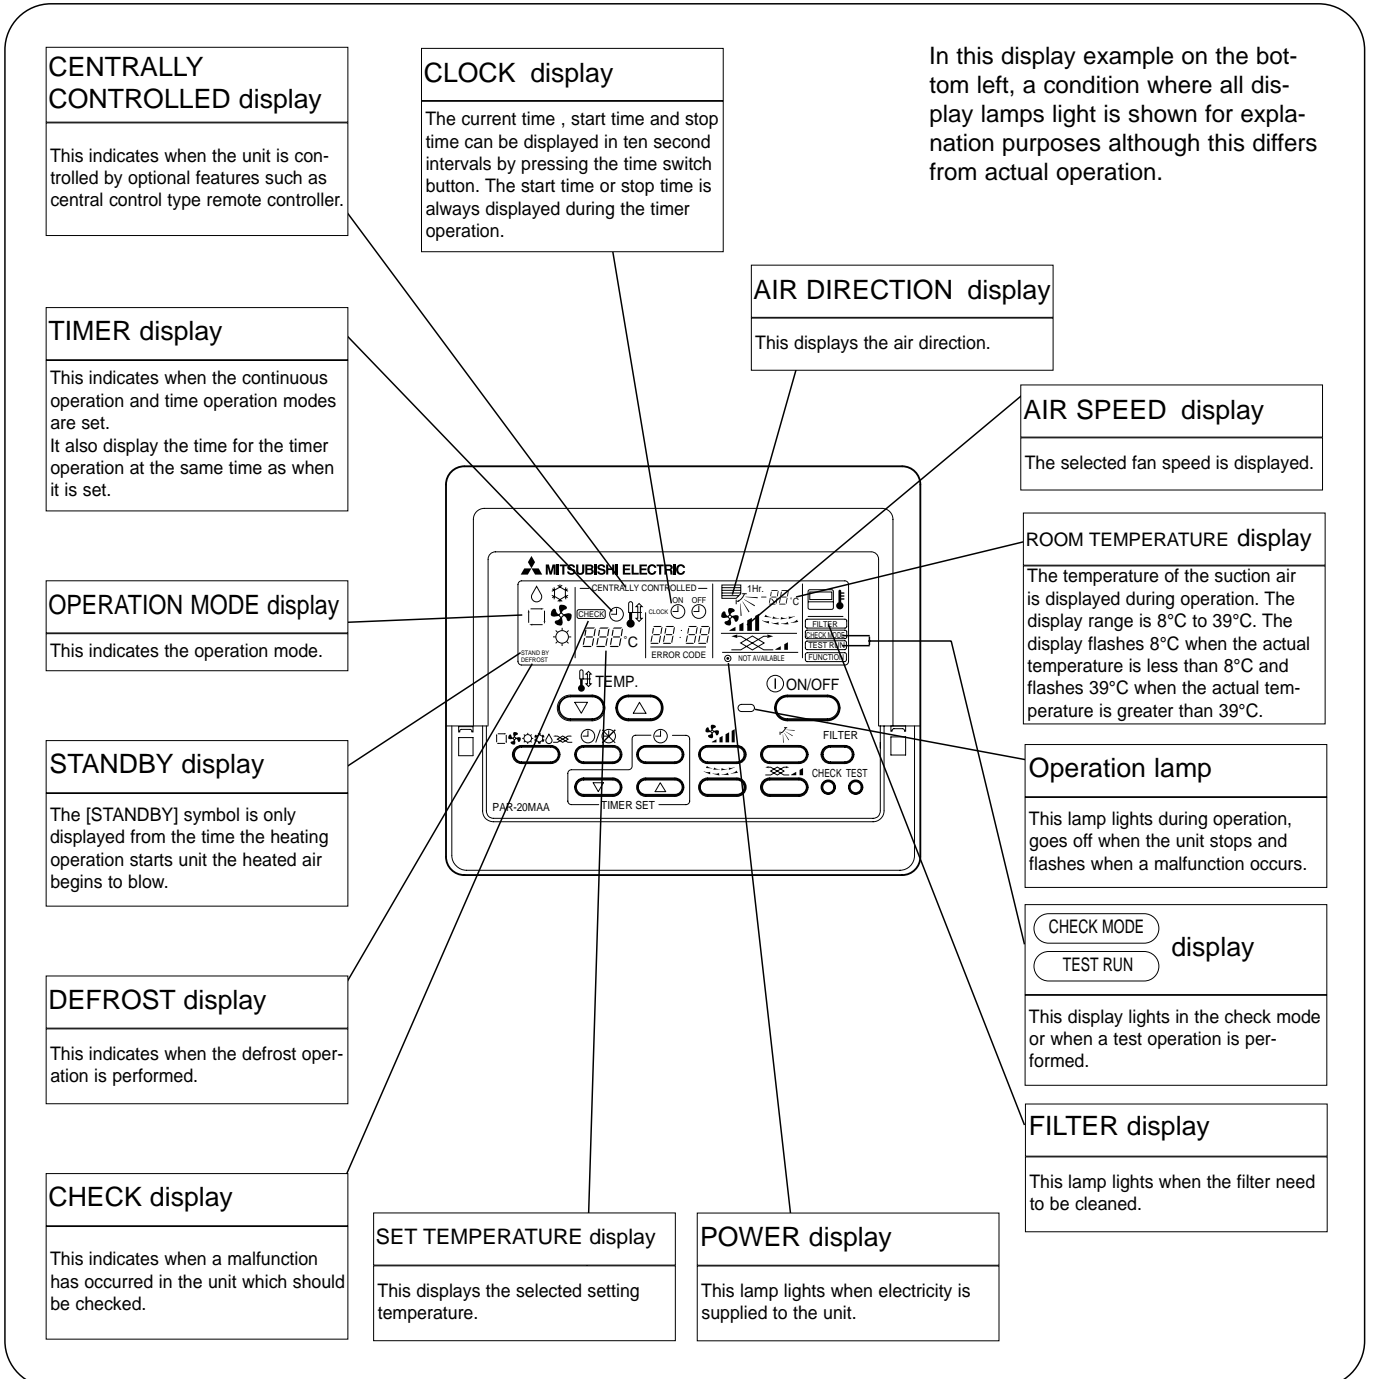 CENTRALLY
CONTROLLED display
This indicates when the unit is con-
trolled by optional features such as
central control type remote controller.
CLOCK display
The current time , start time and stop
time can be displayed in ten second
intervals by pressing the time switch
button. The start time or stop time is
always displayed during the timer
operation.
In this display example on the bot-
tom left, a condition where all dis-
play lamps light is shown for expla-
nation purposes although this differs
from actual operation.
AIR DIRECTION display
This displays the air direction.
TIMER display
This indicates when the continuous
operation and time operation modes
are set.
It also display the time for the timer
operation at the same time as when
it is set.
AIR SPEED display
The selected fan speed is displayed.
ROOM TEMPERATURE display
The temperature of the suction air
is displayed during operation. The
display range is 8°C to 39°C. The
display flashes 8°C when the actual
temperature is less than 8°C and
flashes 39°C when the actual tem-
perature is greater than 39°C.
OPERATION MODE display
This indicates the operation mode.
MITSUBISHI ELECTRIC
CENTRALLY CONTROLLED
1Hr.
ON OFF
CHECK
CLOCK
88°C
888°C
88:88
ERROR CODE
STAND BY
DEFROST
NOT AVAILABLE
FILTER
CHECK MODE
TEST RUN
FUNCTION
TEMP.
ON/OFF
FILTER
CHECK TEST
PAR-20MAA
TIMER SET
STANDBY display
The [STANDBY] symbol is only
displayed from the time the heating
operation starts unit the heated air
begins to blow.
Operation lamp
This lamp lights during operation,
goes off when the unit stops and
flashes when a malfunction occurs.
CHECK MODE
TEST RUN
display
This display lights in the check mode
or when a test operation is per-
formed.
DEFROST display
This indicates when the defrost oper-
ation is performed.
FILTER display
This lamp lights when the filter need
to be cleaned.
CHECK display
This indicates when a malfunction
has occurred in the unit which should
be checked.
SET TEMPERATURE display
This displays the selected setting
temperature.
POWER display
This lamp lights when electricity is
supplied to the unit.